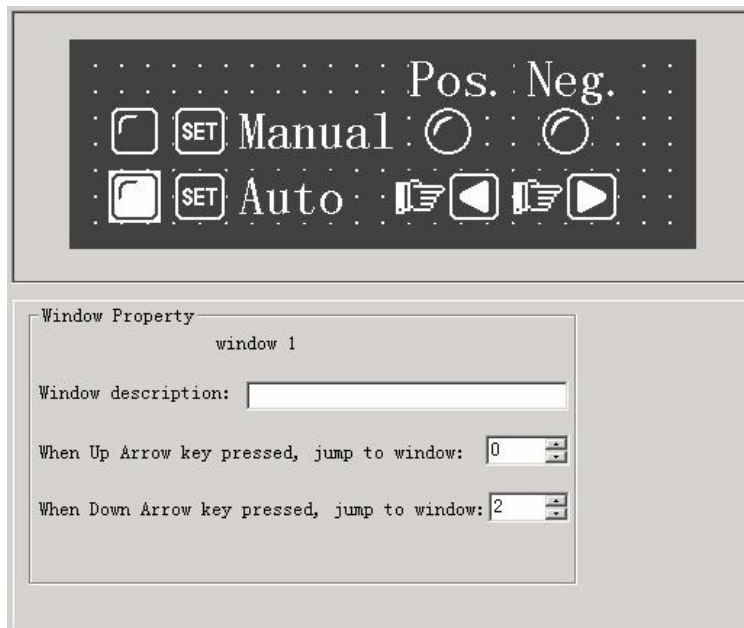 Pos. Neg.
SET Manual
SET Auto
Window Property
window 1
Window description:
When Up Arrow key pressed, jump to window: 0
When Down Arrow key pressed, jump to window: 2